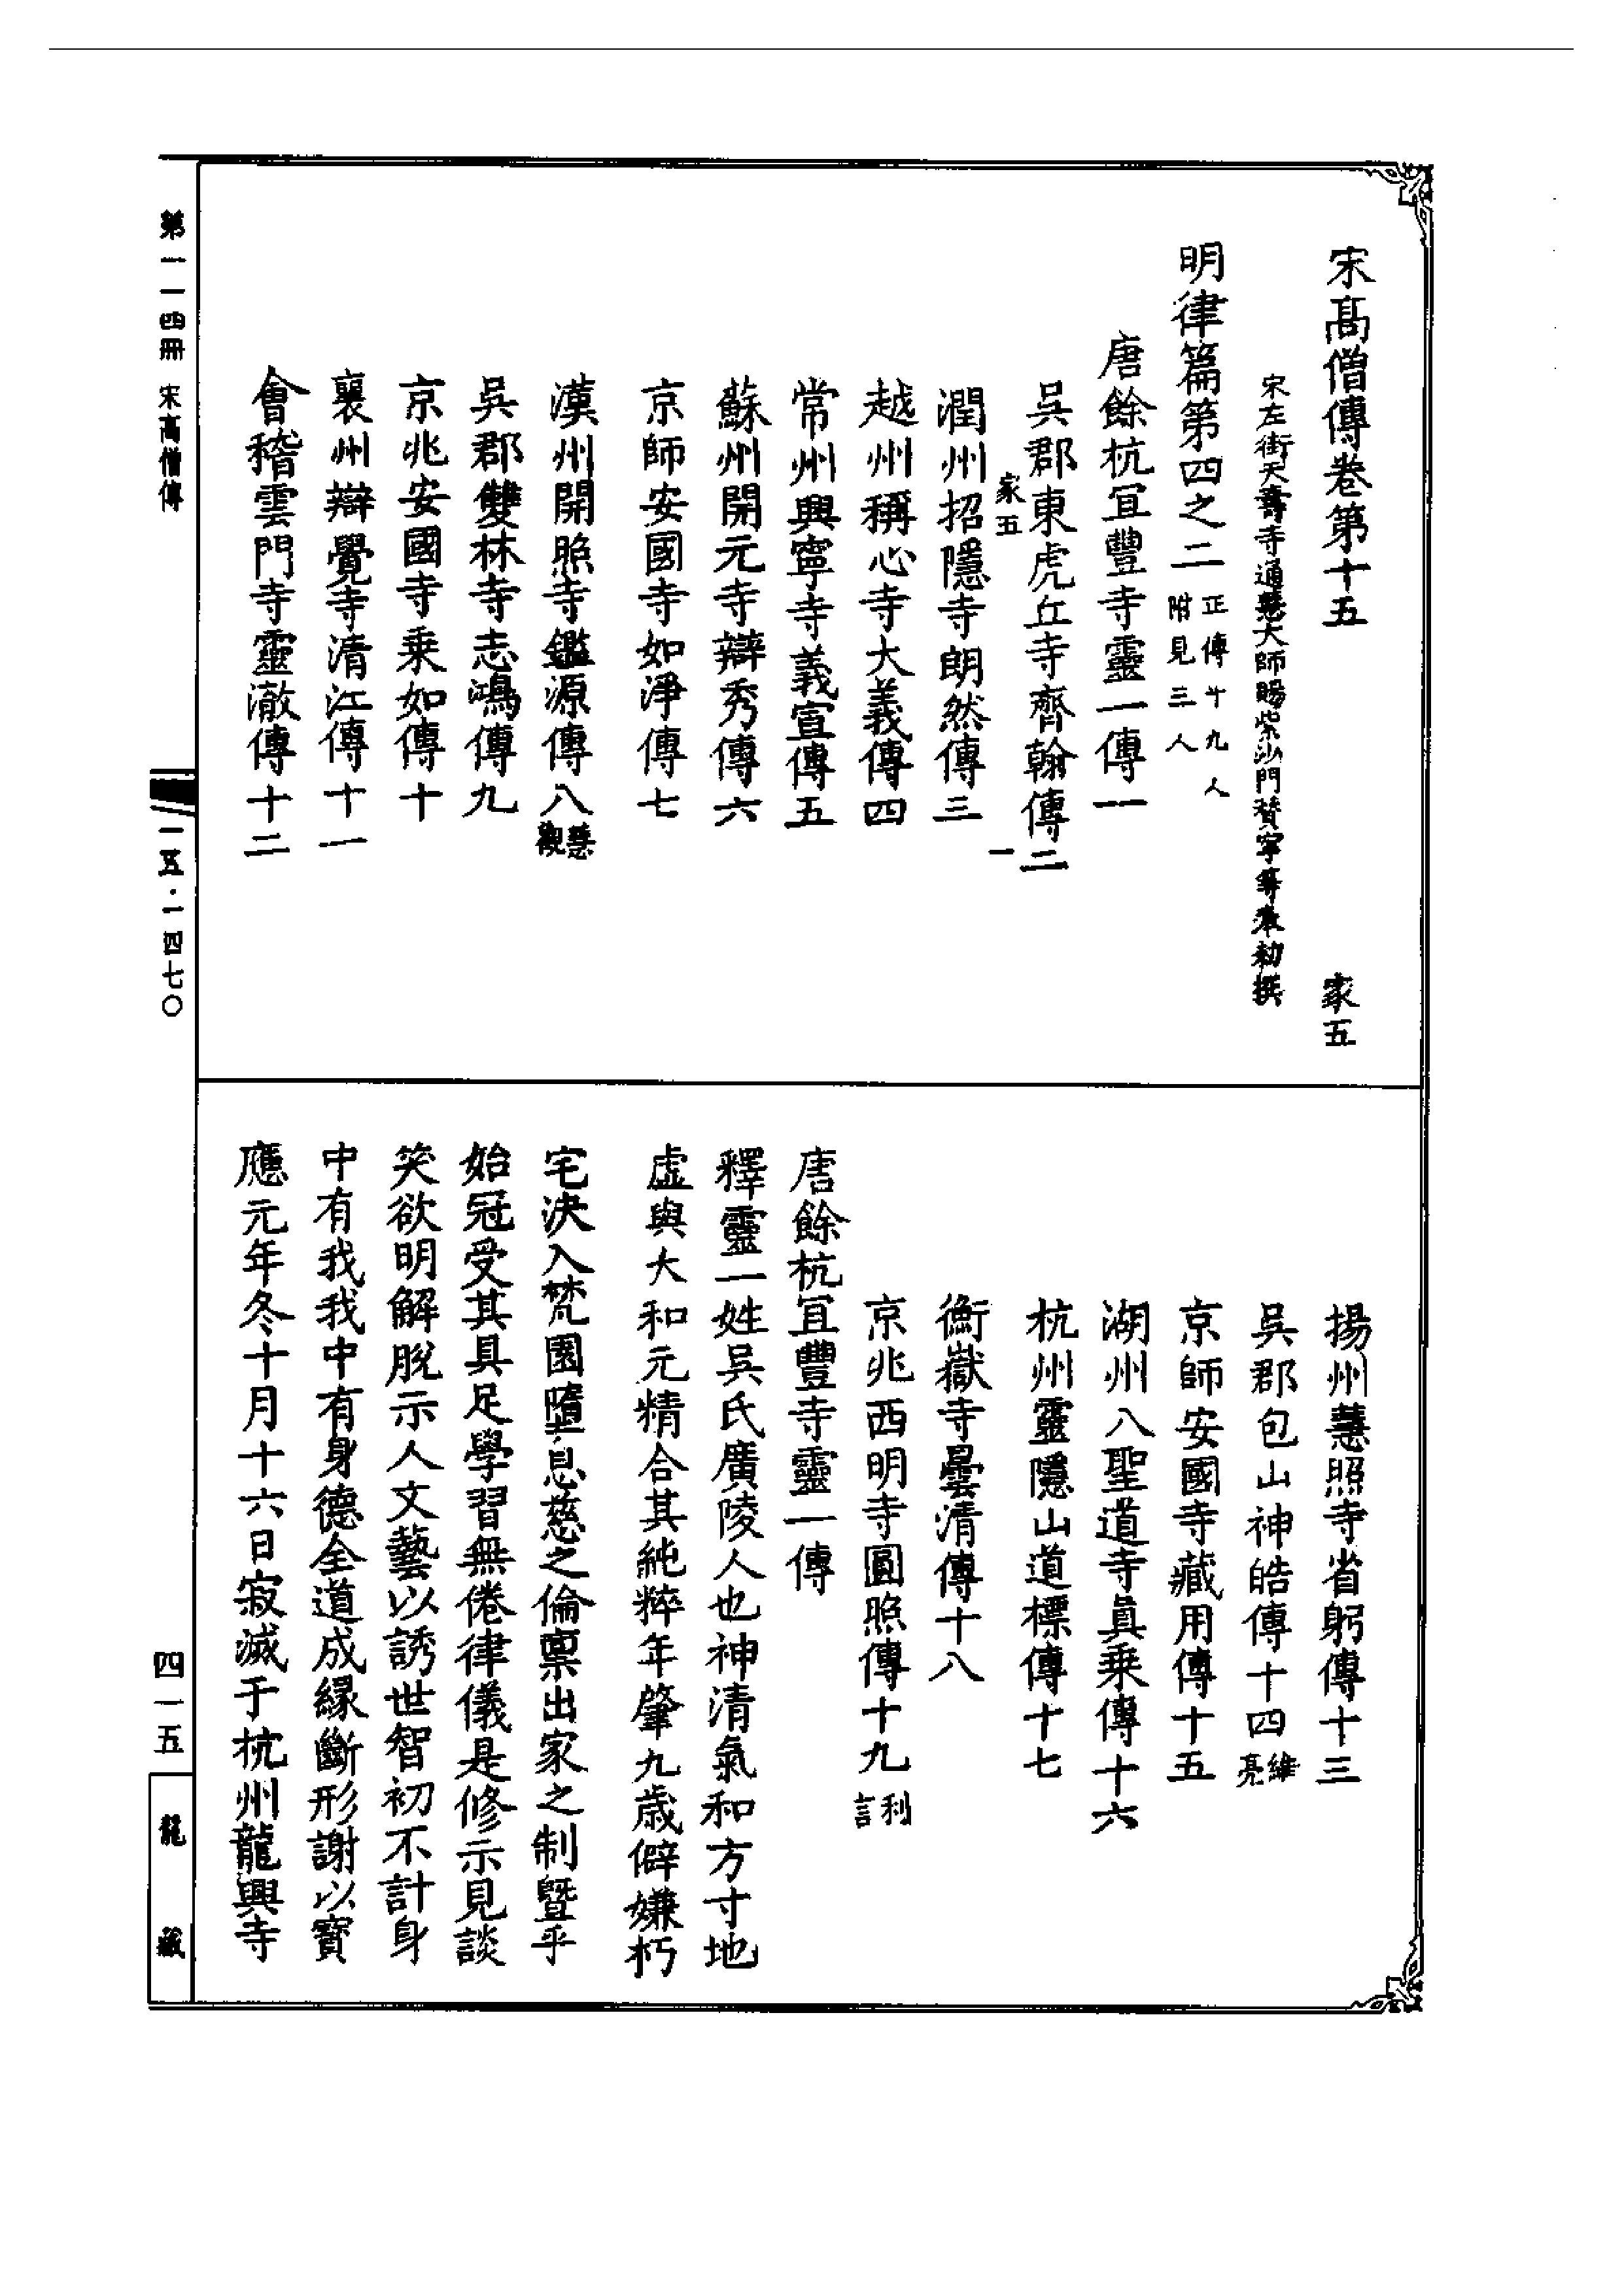 宋高僧傳卷第十五 家五
宋左街天壽寺通慧大師賜紫沙門贊寧等奉勅撰
明律篇第四之二 正傳十九人 附見三人
唐餘杭宜豐寺靈一傳一
吳郡東虎丘寺齊翰傳二
家五 一
潤州招隱寺朗然傳三
越州稱心寺大義傳四
常州興寧寺義宣傳五
蘇州開元寺辯秀傳六
京師安國寺如淨傳七
漢州開照寺鑑源傳八 慧觀
吳郡雙林寺志鴻傳九
京兆安國寺乘如傳十
襄州辯覺寺清江傳十一
會稽雲門寺靈澈傳十二
揚州慧照寺省躬傳十三
吳郡包山神皓傳十四 維亮
京師安國寺藏用傳十五
湖州八聖道寺眞乘傳十六
杭州靈隱山道標傳十七
衡嶽寺曇清傳十八
京兆西明寺圓照傳十九 利言
唐餘杭宜豐寺靈一傳
釋靈一姓吳氏廣陵人也神清氣和方寸地
虛與大和元精合其純粹年肇九歲僻嫌朽
宅決入梵園墮息慈之倫稟出家之制曁乎
始冠受其具足學習無倦律儀是修示見談
笑欲明解脫示人文藝以誘世智初不計身
中有我我中有身德全道成緣斷形謝以寶
應元年冬十月十六日寂滅于杭州龍興寺
第一一四冊 宋高僧傳
一五·一四七〇
四一五
龍藏